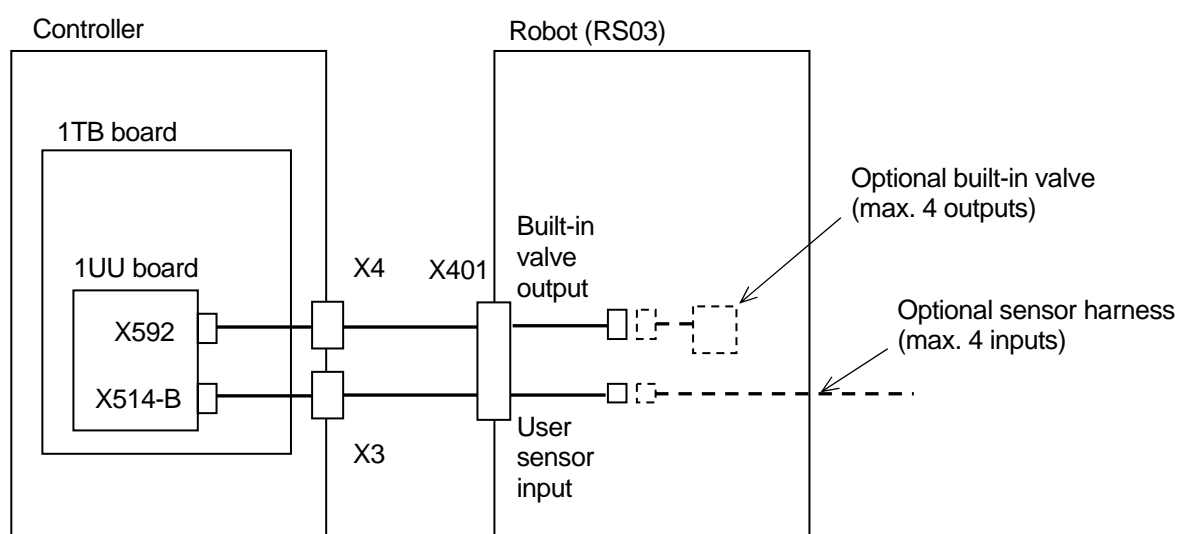 Controller
Robot (RS03)
1TB board
Optional built-in valve
(max. 4 outputs)
Built-in
valve
output
1UU board
X4
X401
Optional sensor harness
(max. 4 inputs)
X592
X514-B
User
sensor
input
X3